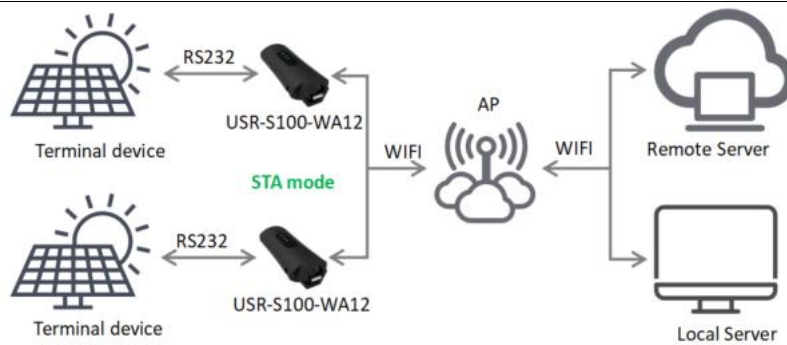 RS232
USR-S100-WA12
Terminal device
STA mode
WIFI
AP
WIFI
Remote Server
RS232
USR-S100-WA12
Terminal device
Local Server